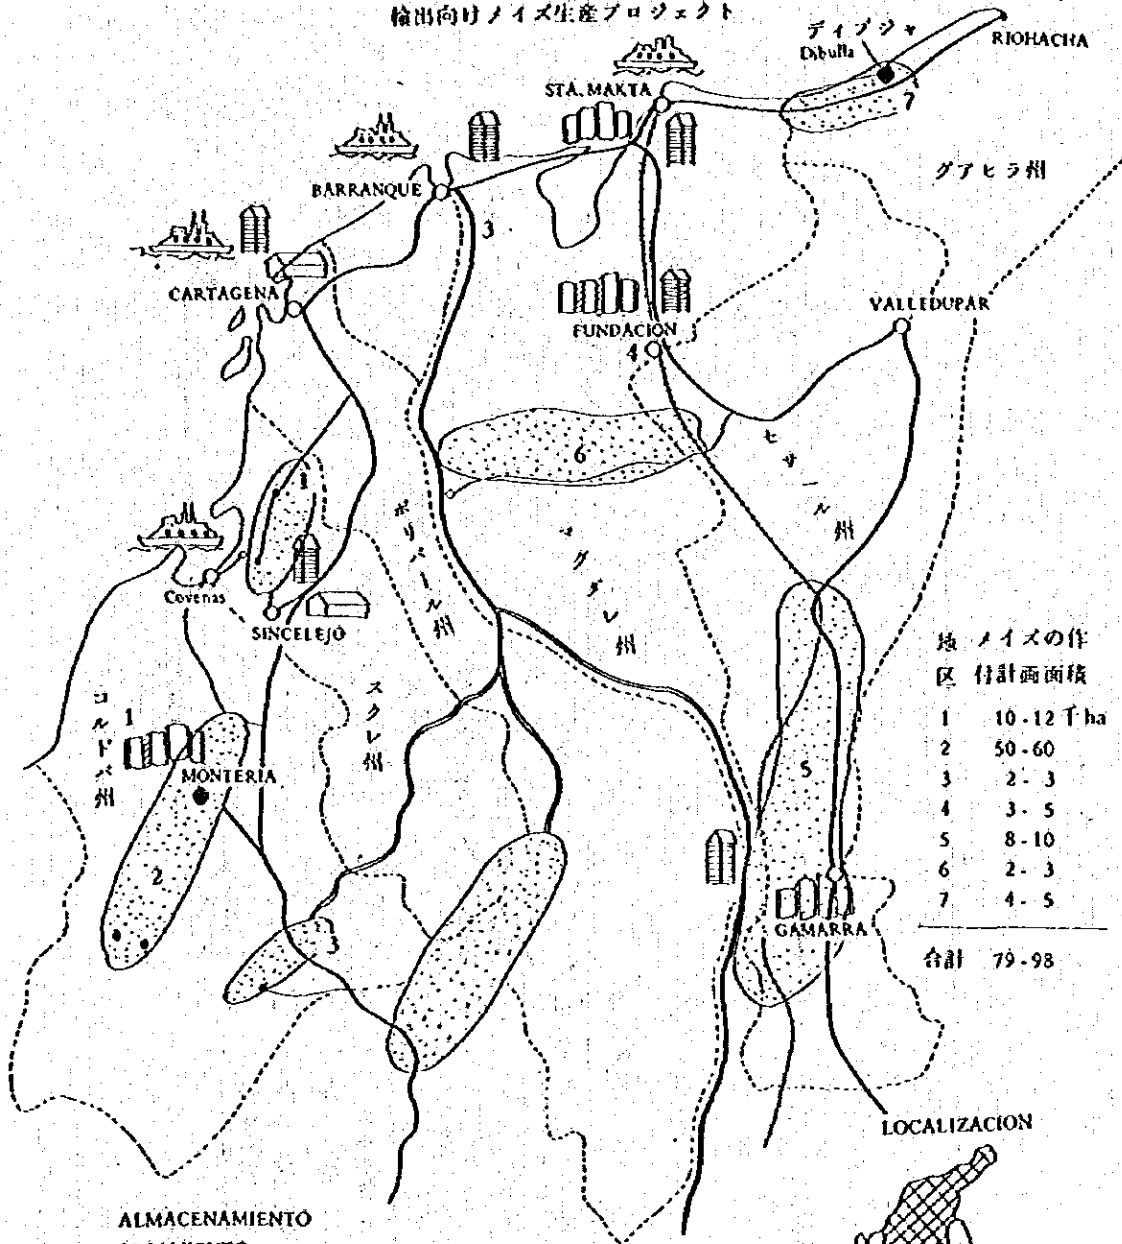 輸出向けメイズ生産プロジェクト
ディブジャ
Dibulla
RIOHACHA
STA. MAKTA
7
グアヒラ州
BARRANQUE
3
CARTAGENA
FUNDACION
4
VALLEDUPAR
6
セサール州
1
ボリバール州
マグダレ州
Covenas
SINCELEJO
スクレ州
コルドバ州
1
MONTERIA
2
3
5
GAMARRA
地区 メイズの作付計画面積
1 10-12 千ha
2 50-60
3 2-3
4 3-5
5 8-10
6 2-3
7 4-5
合計 79-98
LOCALIZACION
ALMACENAMIENTO